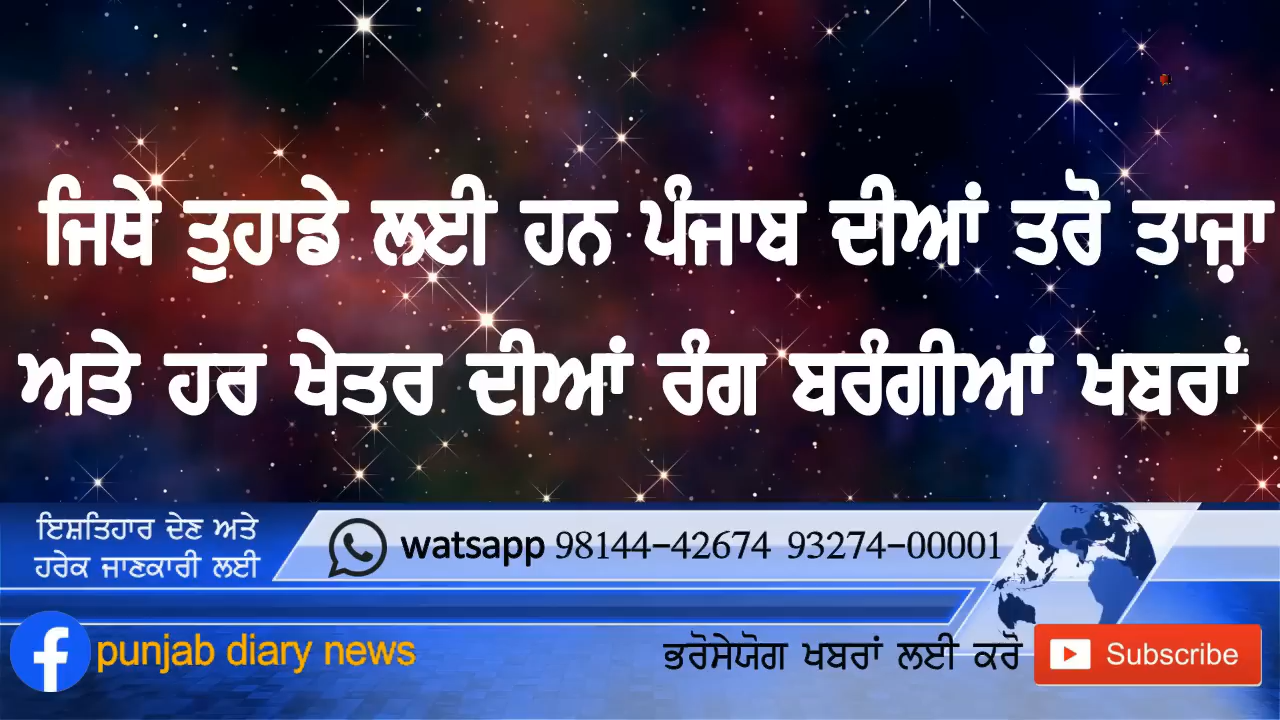 ਜਿਥੇ ਤੁਹਾਡੇ ਲਈ ਹਨ ਪੰਜਾਬ ਦੀਆਂ ਤਰੋ ਤਾਜ਼ਾ
ਅਤੇ ਹਰ ਖੇਤਰ ਦੀਆਂ ਰੰਗ ਬਰੰਗੀਆਂ ਖਬਰਾਂ
ਇਸ਼ਤਿਹਾਰ ਦੇਣ ਅਤੇ
ਹਰੇਕ ਜਾਣਕਾਰੀ ਲਈ
watsapp 98144-42674 93274-00001
punjab diary news
ਭਰੋਸੇਯੋਗ ਖਬਰਾਂ ਲਈ ਕਰੋ
Subscribe